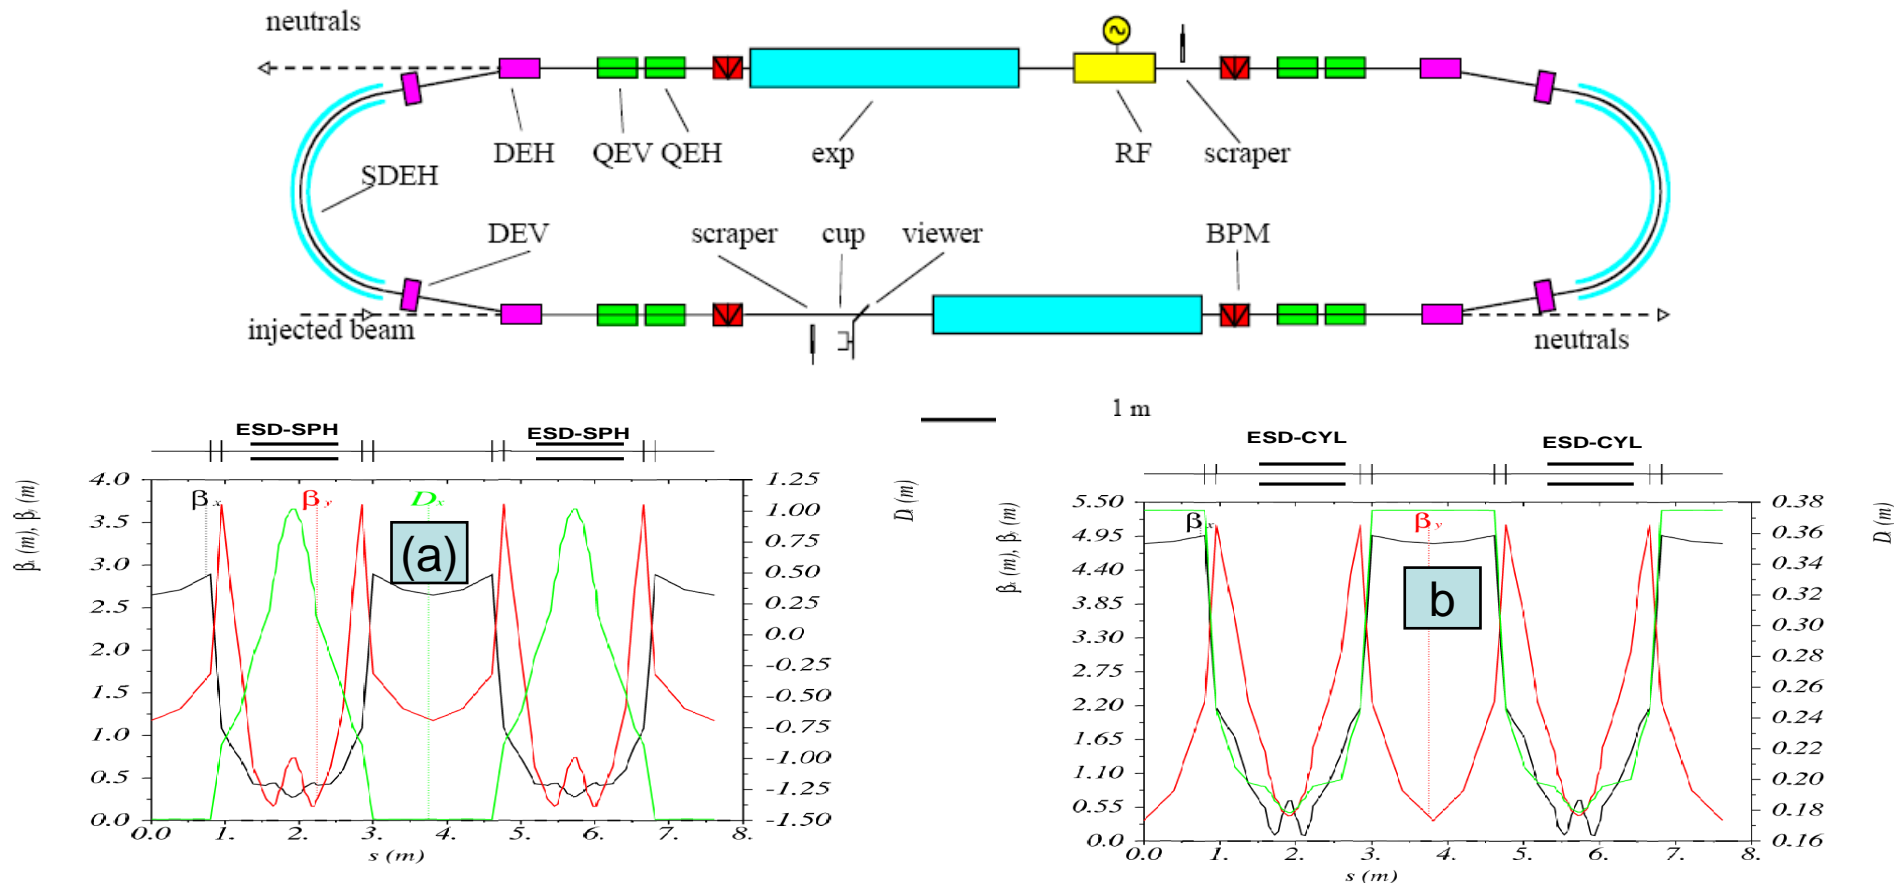 neutrals
DEH
QEV
QEH
exp
RF
scraper
SDEH
DEV
scraper
cup
viewer
BPM
injected beam
neutrals
1 m
ESD-SPH
ESD-SPH
β x
β y
D x
(a)
4.0
3.5
3.0
2.5
2.0
1.5
1.0
0.5
0.0
1.25
1.00
0.75
0.50
0.25
0.0
-0.25
-0.50
-0.75
-1.00
-1.25
-1.50
0.0 1. 2. 3. 4. 5. 6. 7. 8.
s (m)
β x (m), β y (m)
D x (m)
ESD-CYL
ESD-CYL
β x
β y
b
5.50
4.95
4.40
3.85
3.30
2.75
2.20
1.65
1.10
0.55
0.0
0.38
0.36
0.34
0.32
0.30
0.28
0.26
0.24
0.22
0.20
0.18
0.16
0.0 1. 2. 3. 4. 5. 6. 7. 8.
s (m)
β x (m), β y (m)
D x (m)